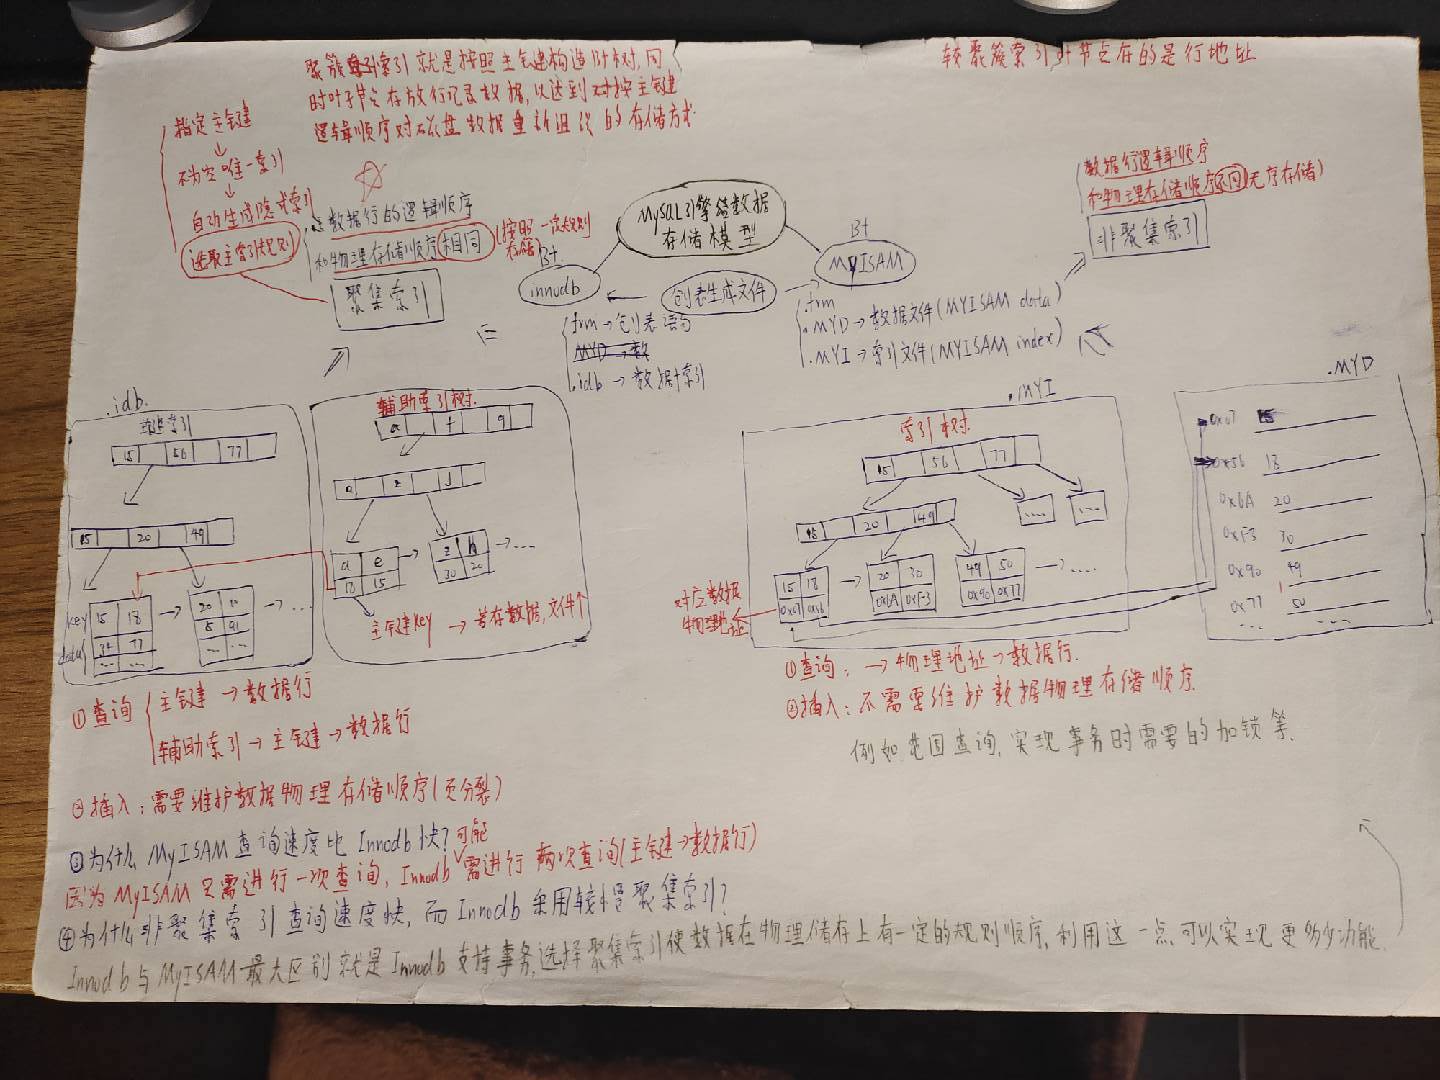 聚簇索引就是按照主键建构造B+树,同
时叶子节点存放行记录数据,以达到对按主键
逻辑顺序对磁盘数据重新组织的存储方式
较聚簇索引叶节点存的是行地址
指定主键
↓
不为空唯一索引
↓
自动生成隐式索引
选取主索引规则
数据行的逻辑顺序
和物理存储顺序相同(按照一定规则存储)
聚集索引
MySQL引擎结数据
存储模型
B+
innodb
创表生成文件
B+
MYISAM
数据行逻辑顺序
和物理存储顺序不同(无序存储)
非聚集索引
frm→创表语句
.idb→数据+索引
.frm
.MYD→数据文件(MYISAM data)
.MYI→索引文件(MYISAM index)
.idb
主键索引
15 56 77
15 20 49
key 15 18
data 34 77
20 30
5 91
辅助索引树
a f q
a e
18 15
30 20
主键key→若存数据,文件个
.MYI
索引树
15 56 77
15 20 49
15 18
0x07 0x56
20 30
0x6A 0xF3
49 50
0x90 0x77
对应数据
物理地址
.MYD
0x07 15
0x56 18
0x6A 20
0xF3 30
0x90 49
0x77 50
①查询 主键→数据行
辅助索引→主键→数据行
②插入:需要维护数据物理存储顺序(页分裂)
①查询:→物理地址→数据行.
②插入:不需要维护数据物理存储顺序.
例如范围查询,实现事务时需要的加锁等.
③为什么MyISAM查询速度比Innodb快?
因为MyISAM只需进行一次查询,Innodb可能需进行两次查询(主键→数据行)
④为什么非聚集索引查询速度快,而Innodb采用较慢聚集索引?
Innodb与MyISAM最大区别就是Innodb支持事务,选择聚集索引使数据在物理储存上有一定的规则顺序,利用这一点可以实现更多功能.